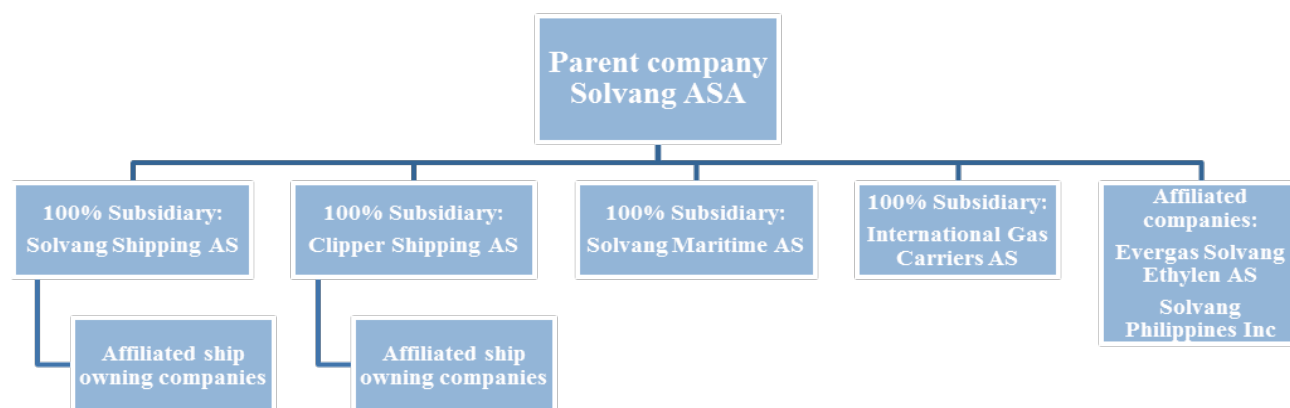 Parent company
Solvang ASA
100% Subsidiary:
Solvang Shipping AS
100% Subsidiary:
Clipper Shipping AS
100% Subsidiary:
Solvang Maritime AS
100% Subsidiary:
International Gas
Carriers AS
Affiliated
companies:
Evergas Solvang
Ethylen AS
Solvang
Philippines Inc
Affiliated ship
owning companies
Affiliated ship
owning companies